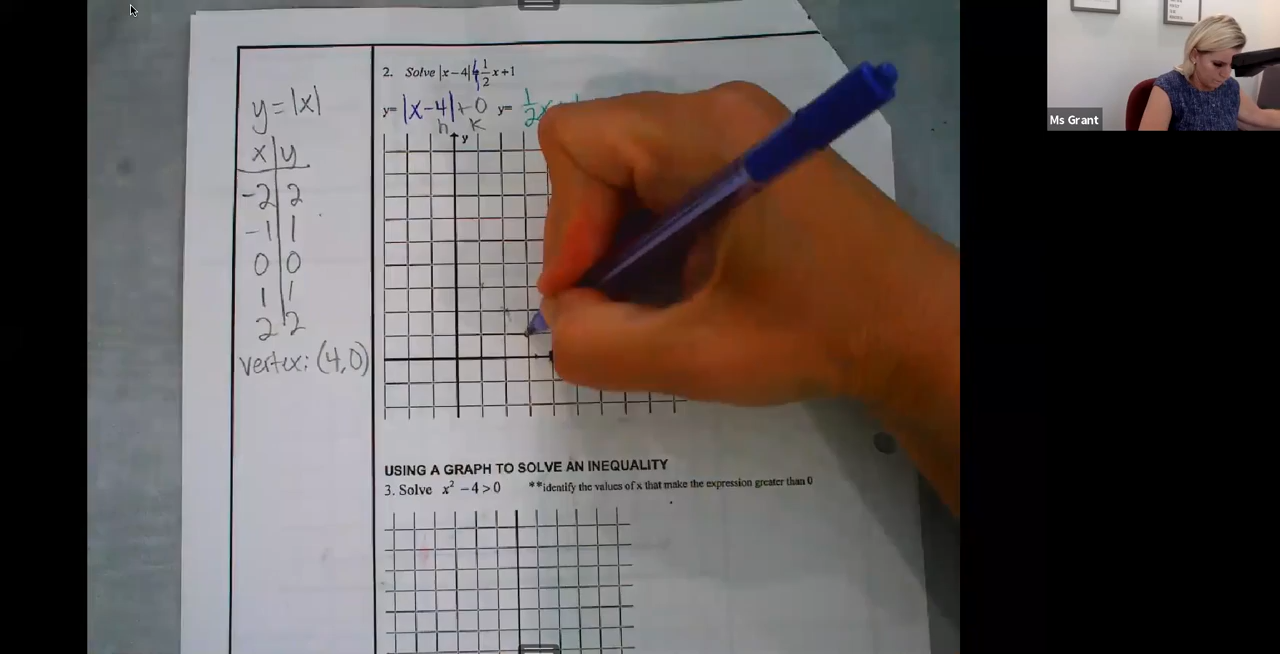 Ms Grant
y=|x|
x y
-2 2
-1 1
0 0
1 1
2 2
vertex: (4,0)
2. Solve |x-4| = 1/2 x+1
y= |x-4|+0 y= 1/2 x
h k
y
USING A GRAPH TO SOLVE AN INEQUALITY
3. Solve x² -4>0 **identify the values of x that make the expression greater than 0